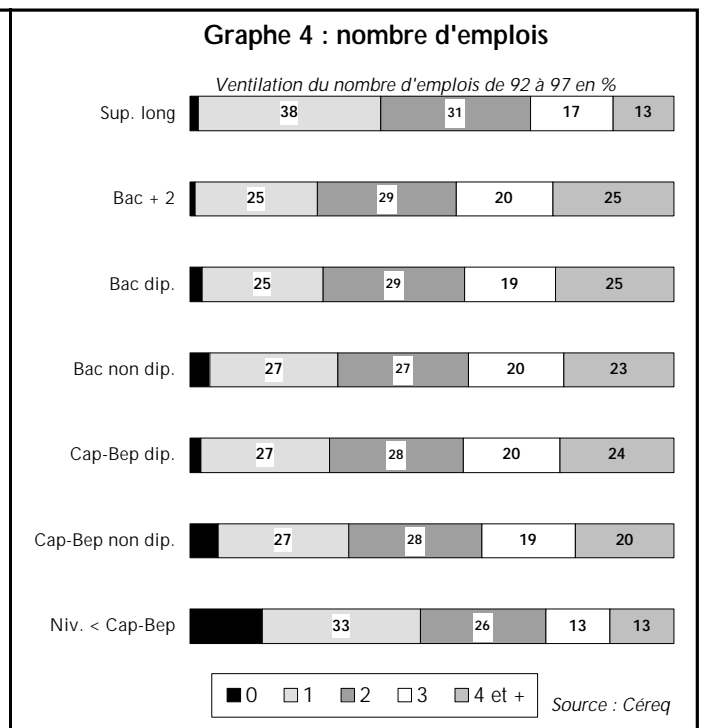 Graphe 4 : nombre d'emplois
Ventilation du nombre d'emplois de 92 à 97 en %
Sup. long 38 31 17 13
Bac + 2 25 29 20 25
Bac dip. 25 29 19 25
Bac non dip. 27 27 20 23
Cap-Bep dip. 27 28 20 24
Cap-Bep non dip. 27 28 19 20
Niv. < Cap-Bep 33 26 13 13
0 1 2 3 4 et +
Source : Céreq